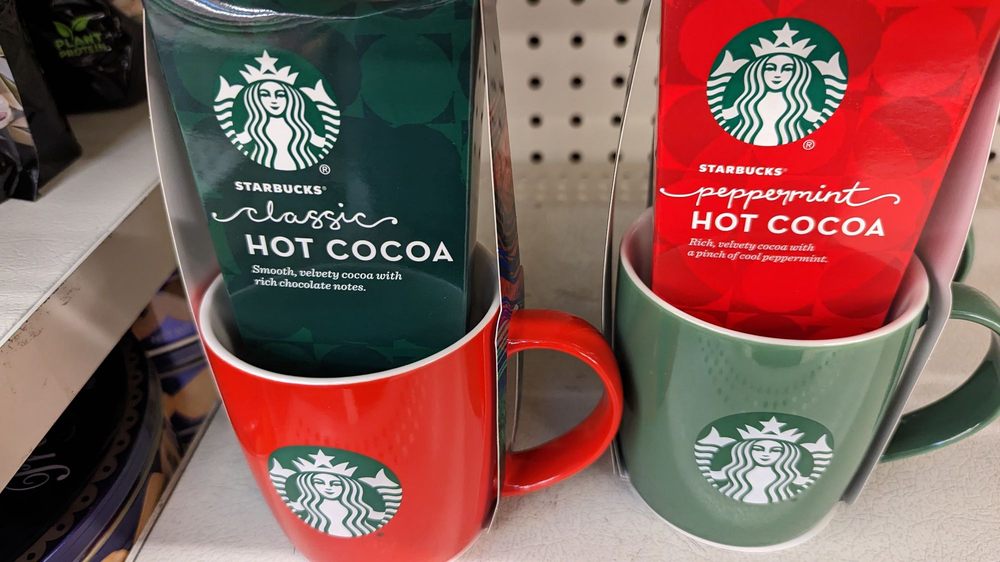 PLANT
PROTEIN
STARBUCKS®
classic
HOT COCOA
Smooth, velvety cocoa with
rich chocolate notes.
STARBUCKS®
peppermint
HOT COCOA
Rich, velvety cocoa with
a pinch of cool peppermint.